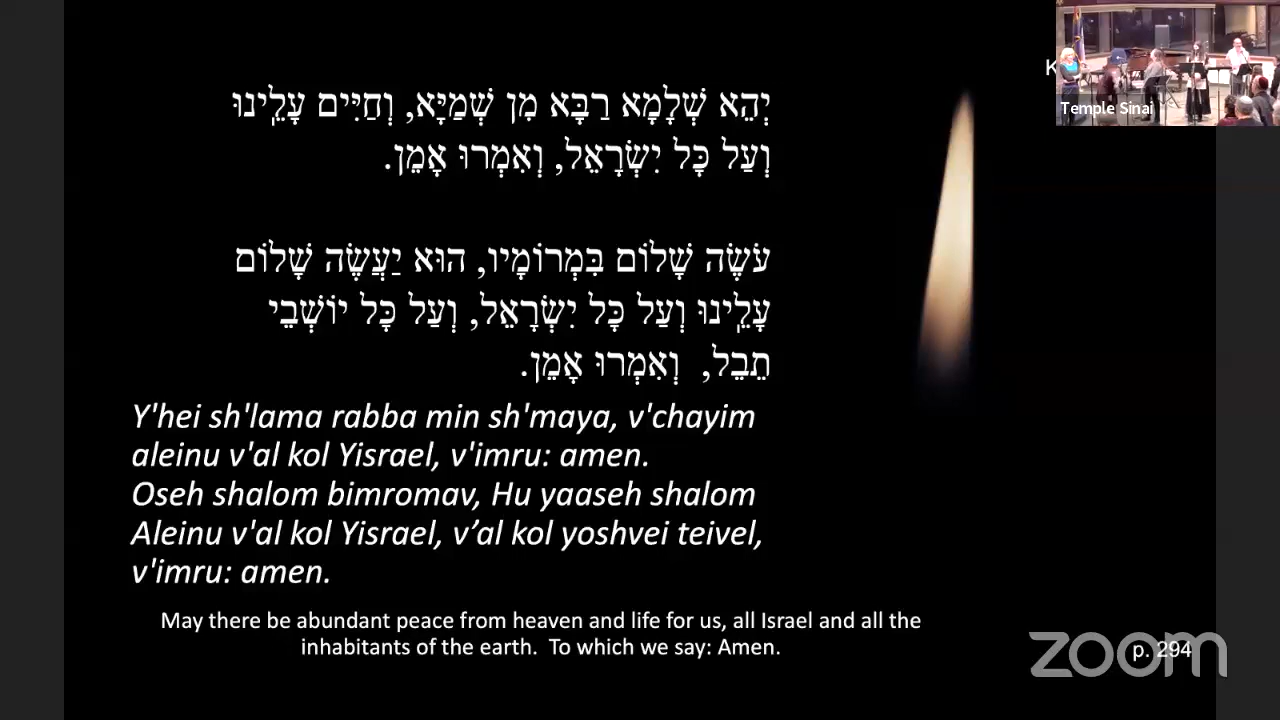 יְהֵא שְׁלָמָא רַבָּא מִן שְׁמַיָּא, וְחַיִּים עָלֵֽינוּ
וְעַל כָּל יִשְׂרָאֵל, וְאִמְרוּ אָמֵן.
עֹשֶׂה שָׁלוֹם בִּמְרוֹמָיו, הוּא יַעֲשֶׂה שָׁלוֹם
עָלֵֽינוּ וְעַל כָּל יִשְׂרָאֵל, וְעַל כָּל יוֹשְׁבֵי
תֵבֵל, וְאִמְרוּ אָמֵן.
Y'hei sh'lama rabba min sh'maya, v'chayim
aleinu v'al kol Yisrael, v'imru: amen.
Oseh shalom bimromav, Hu yaaseh shalom
Aleinu v'al kol Yisrael, v’al kol yoshvei teivel,
v'imru: amen.
May there be abundant peace from heaven and life for us, all Israel and all the
inhabitants of the earth. To which we say: Amen.
Temple Sinai
p. 294
zoom